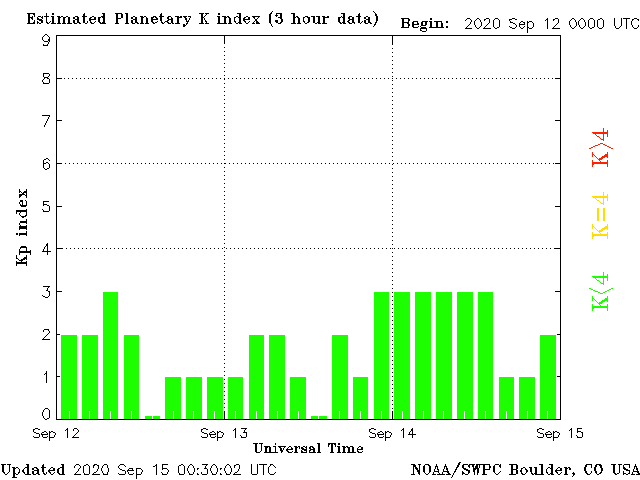 Estimated Planetary K index (3 hour data)
Begin: 2020 Sep 12 0000 UTC
9
8
7
6
5
4
3
2
1
0
Kp index
K>4
K=4
K<4
Sep 12
Sep 13
Sep 14
Sep 15
Universal Time
Updated 2020 Sep 15 00:30:02 UTC
NOAA/SWPC Boulder, CO USA